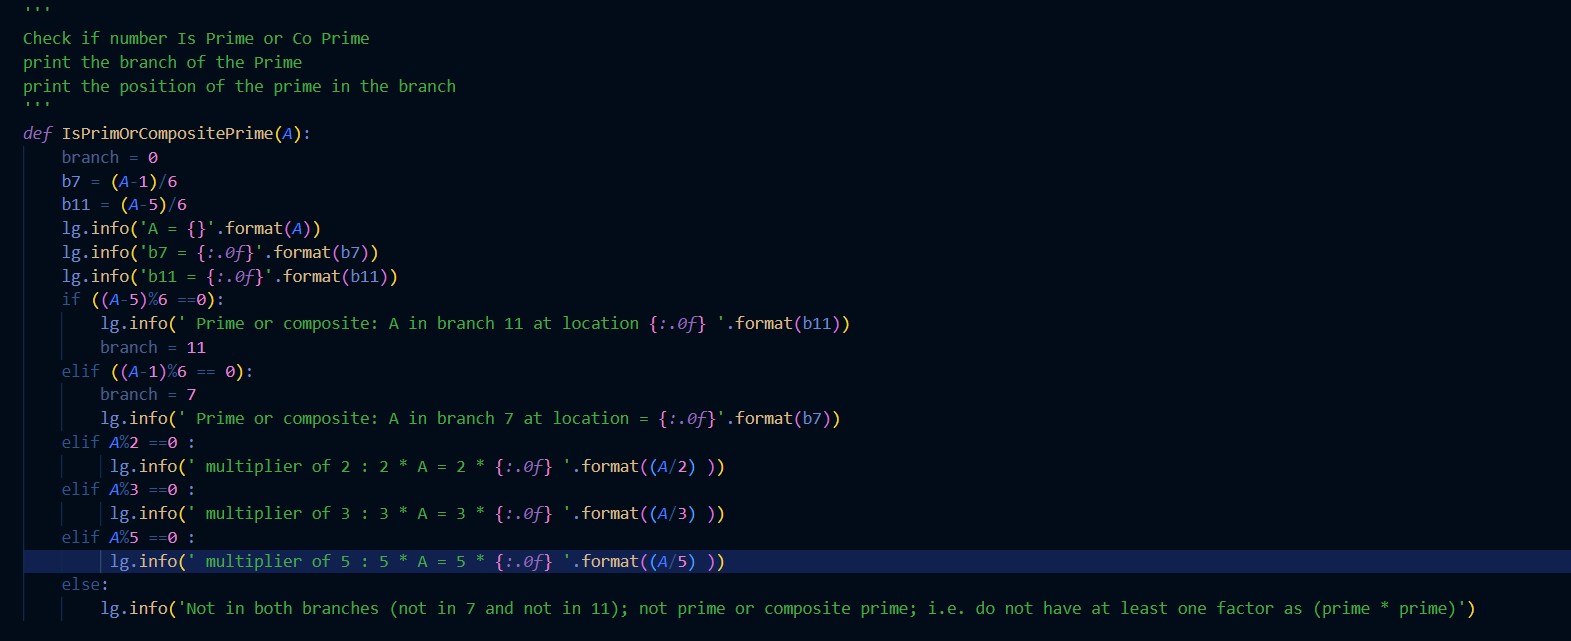 '''
Check if number Is Prime or Co Prime
print the branch of the Prime
print the position of the prime in the branch
'''
def IsPrimOrCompositePrime(A):
    branch = 0
    b7 = (A-1)/6
    b11 = (A-5)/6
    lg.info('A = {}'.format(A))
    lg.info('b7 = {:.0f}'.format(b7))
    lg.info('b11 = {:.0f}'.format(b11))
    if ((A-5)%6 ==0):
        lg.info(' Prime or composite: A in branch 11 at location {:.0f} '.format(b11))
        branch = 11
    elif ((A-1)%6 == 0):
        branch = 7
        lg.info(' Prime or composite: A in branch 7 at location = {:.0f}'.format(b7))
    elif A%2 ==0 :
         lg.info(' multiplier of 2 : 2 * A = 2 * {:.0f} '.format((A/2) ))
    elif A%3 ==0 :
         lg.info(' multiplier of 3 : 3 * A = 3 * {:.0f} '.format((A/3) ))
    elif A%5 ==0 :
         lg.info(' multiplier of 5 : 5 * A = 5 * {:.0f} '.format((A/5) ))
    else:
        lg.info('Not in both branches (not in 7 and not in 11); not prime or composite prime; i.e. do not have at least one factor as (prime * prime)')